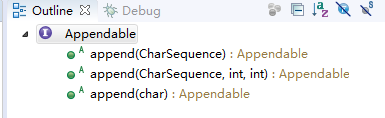 Outline Debug
Appendable
append(CharSequence) : Appendable
append(CharSequence, int, int) : Appendable
append(char) : Appendable